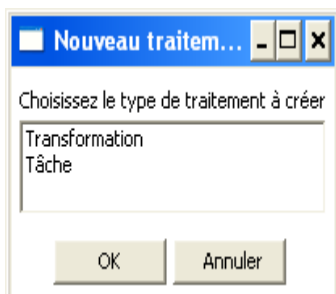 Nouveau traitem...
Choisissez le type de traitement à créer
Transformation
Tâche
OK Annuler